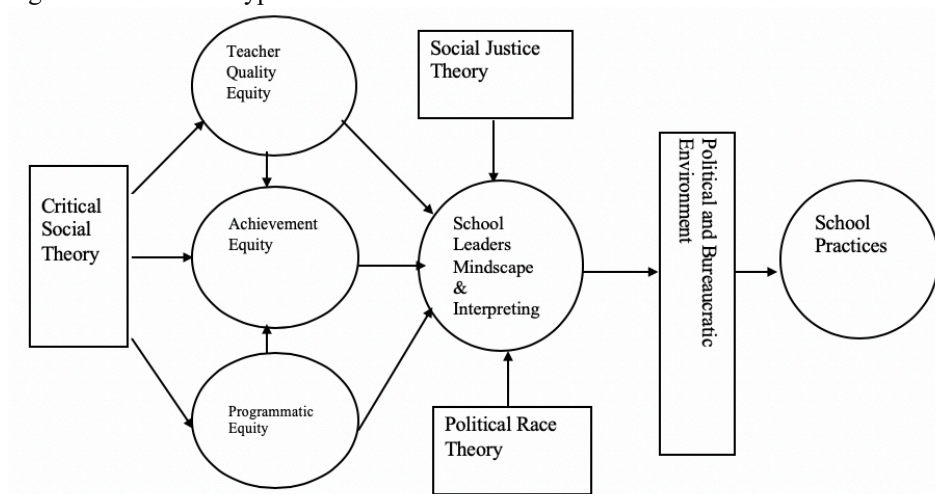 Teacher
Quality
Equity
Social Justice
Theory
Critical
Social
Theory
Achievement
Equity
School
Leaders
Mindscape
&
Interpreting
Political and Bureaucratic
Environment
School
Practices
Programmatic
Equity
Political Race
Theory